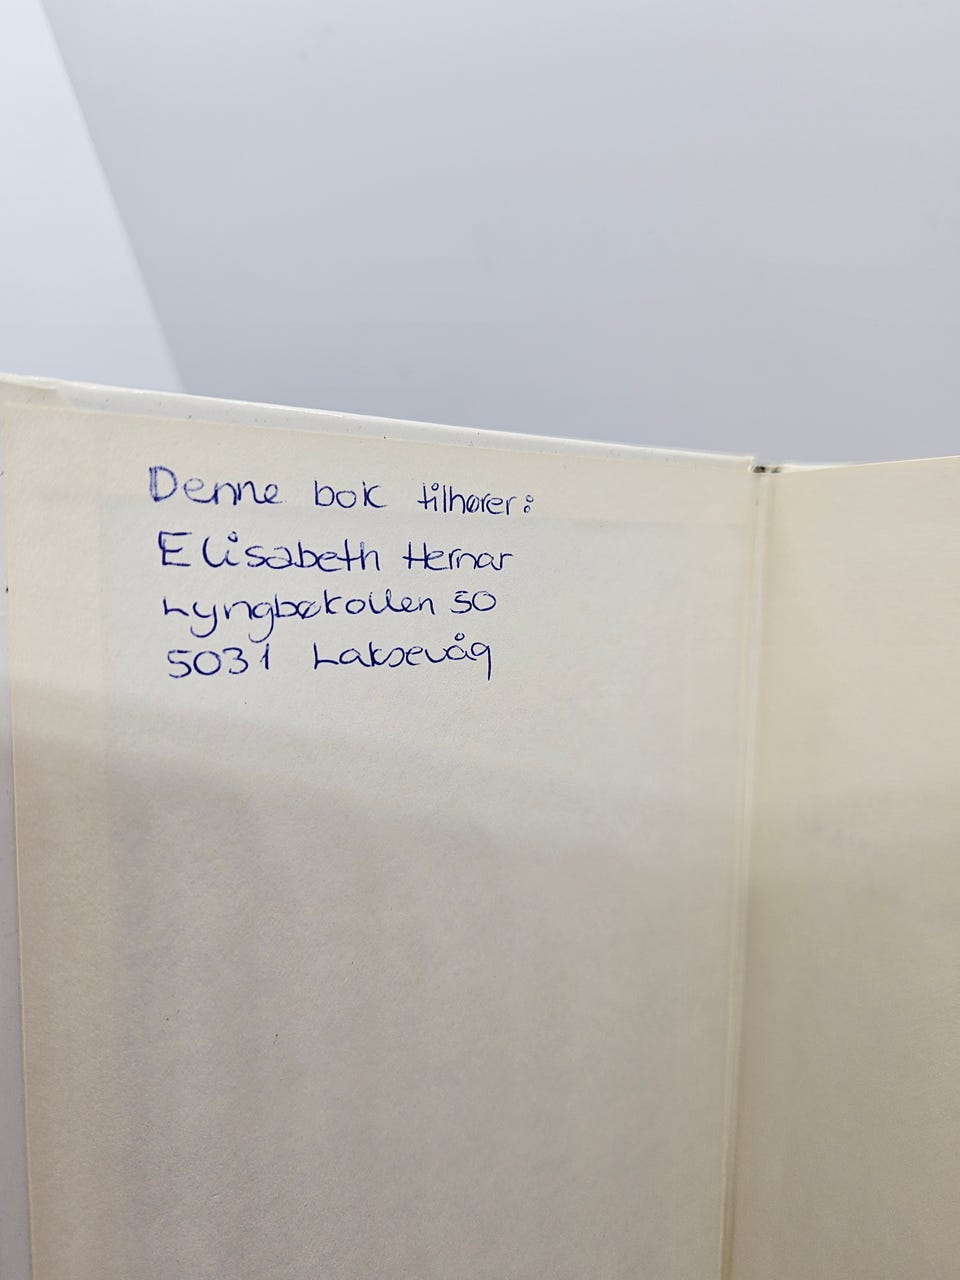 Denne bok tilhører:
Elisabeth Hernar
Lyngbøkollen 50
5031 Laksevåg